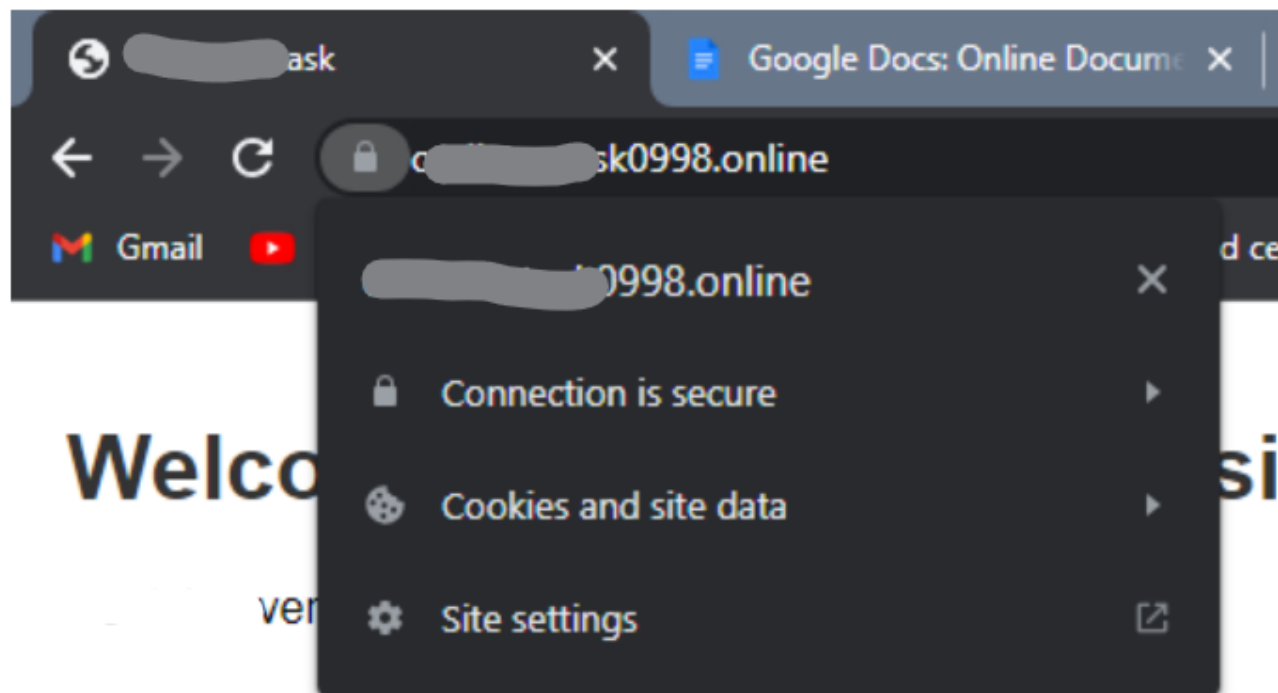 ask
Google Docs: Online Docume
sk0998.online
Gmail
d ce
0998.online
Connection is secure
Welco
si
Cookies and site data
ver
Site settings